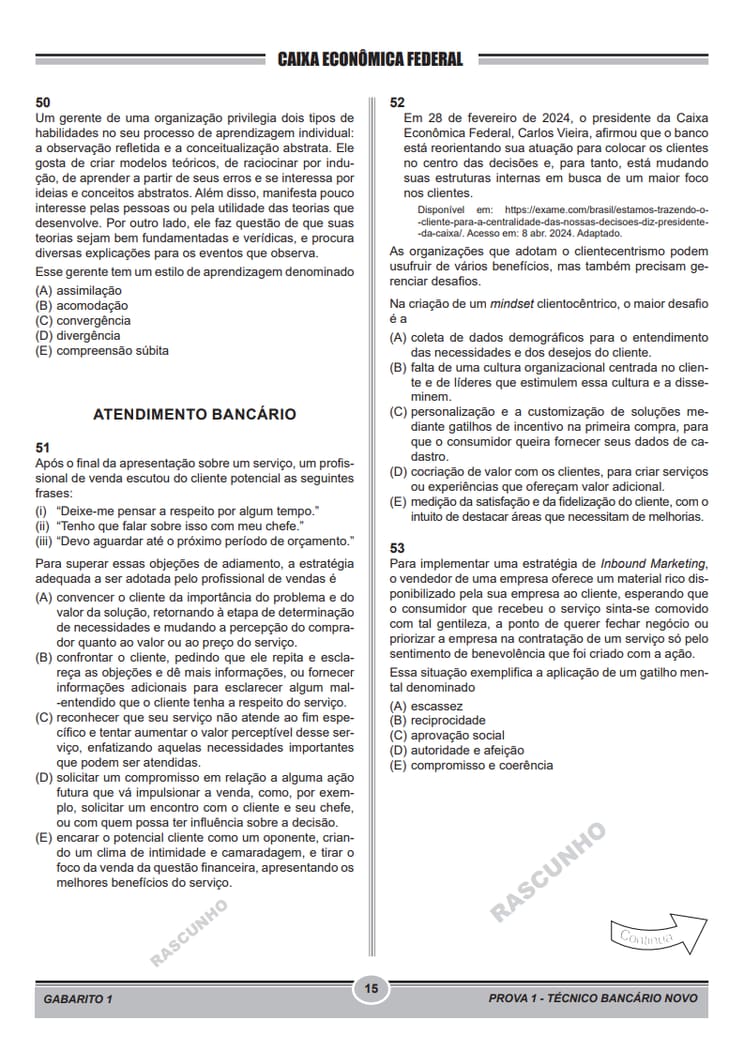 CAIXA ECONÔMICA FEDERAL
50
Um gerente de uma organização privilegia dois tipos de
habilidades no seu processo de aprendizagem individual:
a observação refletida e a conceitualização abstrata. Ele
gosta de criar modelos teóricos, de raciocinar por indu-
ção, de aprender a partir de seus erros e se interessa por
ideias e conceitos abstratos. Além disso, manifesta pouco
interesse pelas pessoas ou pela utilidade das teorias que
desenvolve. Por outro lado, ele faz questão de que suas
teorias sejam bem fundamentadas e verídicas, e procura
diversas explicações para os eventos que observa.
Esse gerente tem um estilo de aprendizagem denominado
(A) assimilação
(B) acomodação
(C) convergência
(D) divergência
(E) compreensão súbita
ATENDIMENTO BANCÁRIO
51
Após o final da apresentação sobre um serviço, um profis-
sional de venda escutou do cliente potencial as seguintes
frases:
(i) “Deixe-me pensar a respeito por algum tempo.”
(ii) “Tenho que falar sobre isso com meu chefe.”
(iii) “Devo aguardar até o próximo período de orçamento.”
Para superar essas objeções de adiamento, a estratégia
adequada a ser adotada pelo profissional de vendas é
(A) convencer o cliente da importância do problema e do
valor da solução, retornando à etapa de determinação
de necessidades e mudando a percepção do compra-
dor quanto ao valor ou ao preço do serviço.
(B) confrontar o cliente, pedindo que ele repita e escla-
reça as objeções e dê mais informações, ou fornecer
informações adicionais para esclarecer algum mal-
-entendido que o cliente tenha a respeito do serviço.
(C) reconhecer que seu serviço não atende ao fim espe-
cífico e tentar aumentar o valor perceptível desse ser-
viço, enfatizando aquelas necessidades importantes
que podem ser atendidas.
(D) solicitar um compromisso em relação a alguma ação
futura que vá impulsionar a venda, como, por exem-
plo, solicitar um encontro com o cliente e seu chefe,
ou com quem possa ter influência sobre a decisão.
(E) encarar o potencial cliente como um oponente, crian-
do um clima de intimidade e camaradagem, e tirar o
foco da venda da questão financeira, apresentando os
melhores benefícios do serviço.
RASCUNHO
52
Em 28 de fevereiro de 2024, o presidente da Caixa
Econômica Federal, Carlos Vieira, afirmou que o banco
está reorientando sua atuação para colocar os clientes
no centro das decisões e, para tanto, está mudando
suas estruturas internas em busca de um maior foco
nos clientes.
Disponível em: https://exame.com/brasil/estamos-trazendo-o-
-cliente-para-a-centralidade-das-nossas-decisoes-diz-presidente-
-da-caixa/. Acesso em: 8 abr. 2024. Adaptado.
As organizações que adotam o clientecentrismo podem
usufruir de vários benefícios, mas também precisam ge-
renciar desafios.
Na criação de um mindset clientocêntrico, o maior desafio
é a
(A) coleta de dados demográficos para o entendimento
das necessidades e dos desejos do cliente.
(B) falta de uma cultura organizacional centrada no clien-
te e de líderes que estimulem essa cultura e a disse-
minem.
(C) personalização e a customização de soluções me-
diante gatilhos de incentivo na primeira compra, para
que o consumidor queira fornecer seus dados de ca-
dastro.
(D) cocriação de valor com os clientes, para criar serviços
ou experiências que ofereçam valor adicional.
(E) medição da satisfação e da fidelização do cliente, com o
intuito de destacar áreas que necessitam de melhorias.
53
Para implementar uma estratégia de Inbound Marketing,
o vendedor de uma empresa oferece um material rico dis-
ponibilizado pela sua empresa ao cliente, esperando que
o consumidor que recebeu o serviço sinta-se comovido
com tal gentileza, a ponto de querer fechar negócio ou
priorizar a empresa na contratação de um serviço só pelo
sentimento de benevolência que foi criado com a ação.
Essa situação exemplifica a aplicação de um gatilho men-
tal denominado
(A) escassez
(B) reciprocidade
(C) aprovação social
(D) autoridade e afeição
(E) compromisso e coerência
RASCUNHO
Continua
GABARITO 1
15
PROVA 1 - TÉCNICO BANCÁRIO NOVO